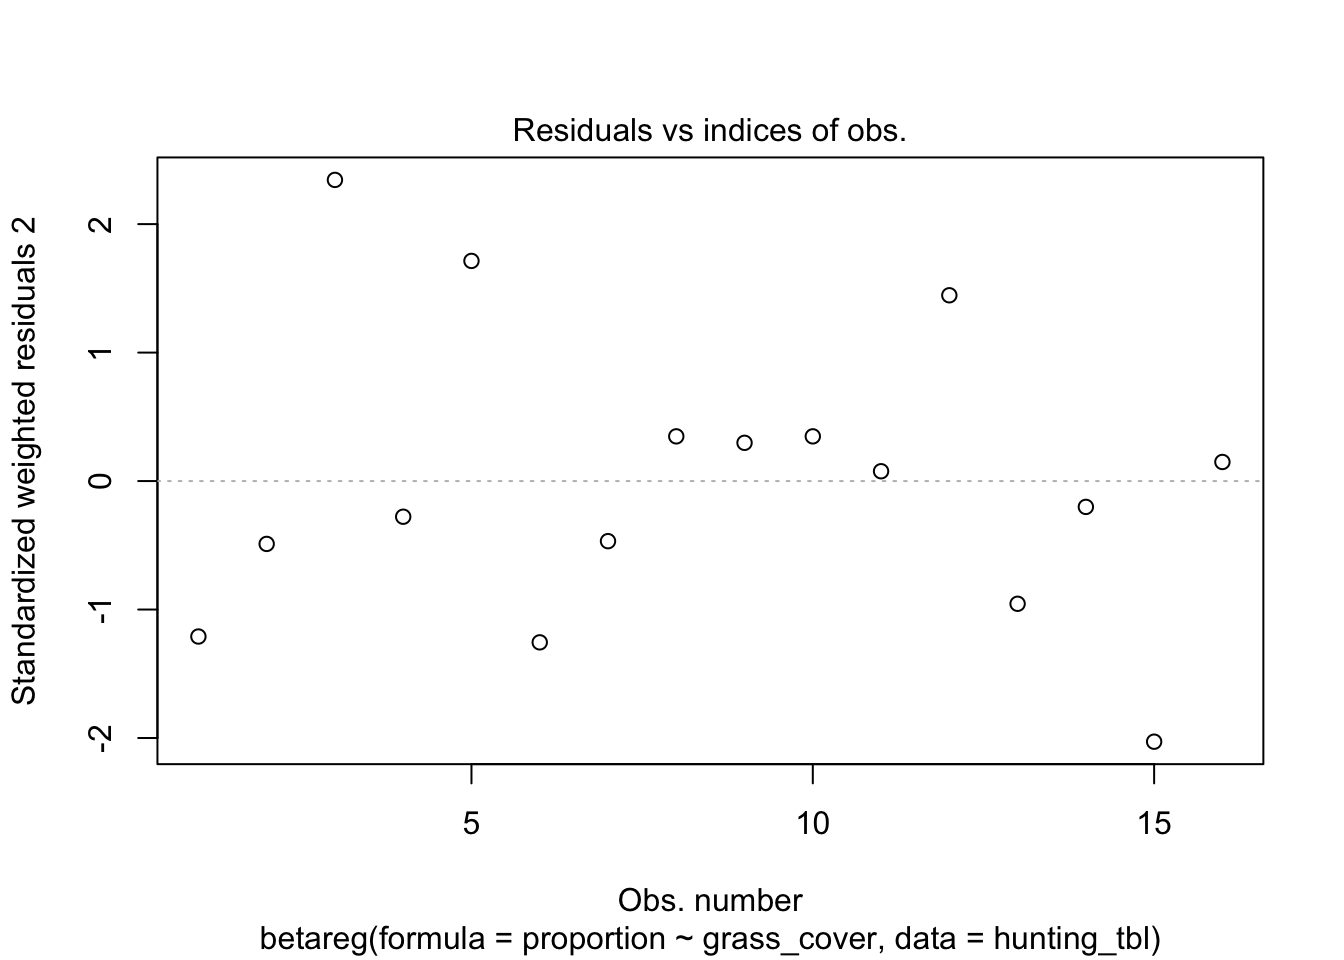 Residuals vs indices of obs.
Standardized weighted residuals 2
2
1
0
-1
-2
5
10
15
Obs. number
betareg(formula = proportion ~ grass_cover, data = hunting_tbl)